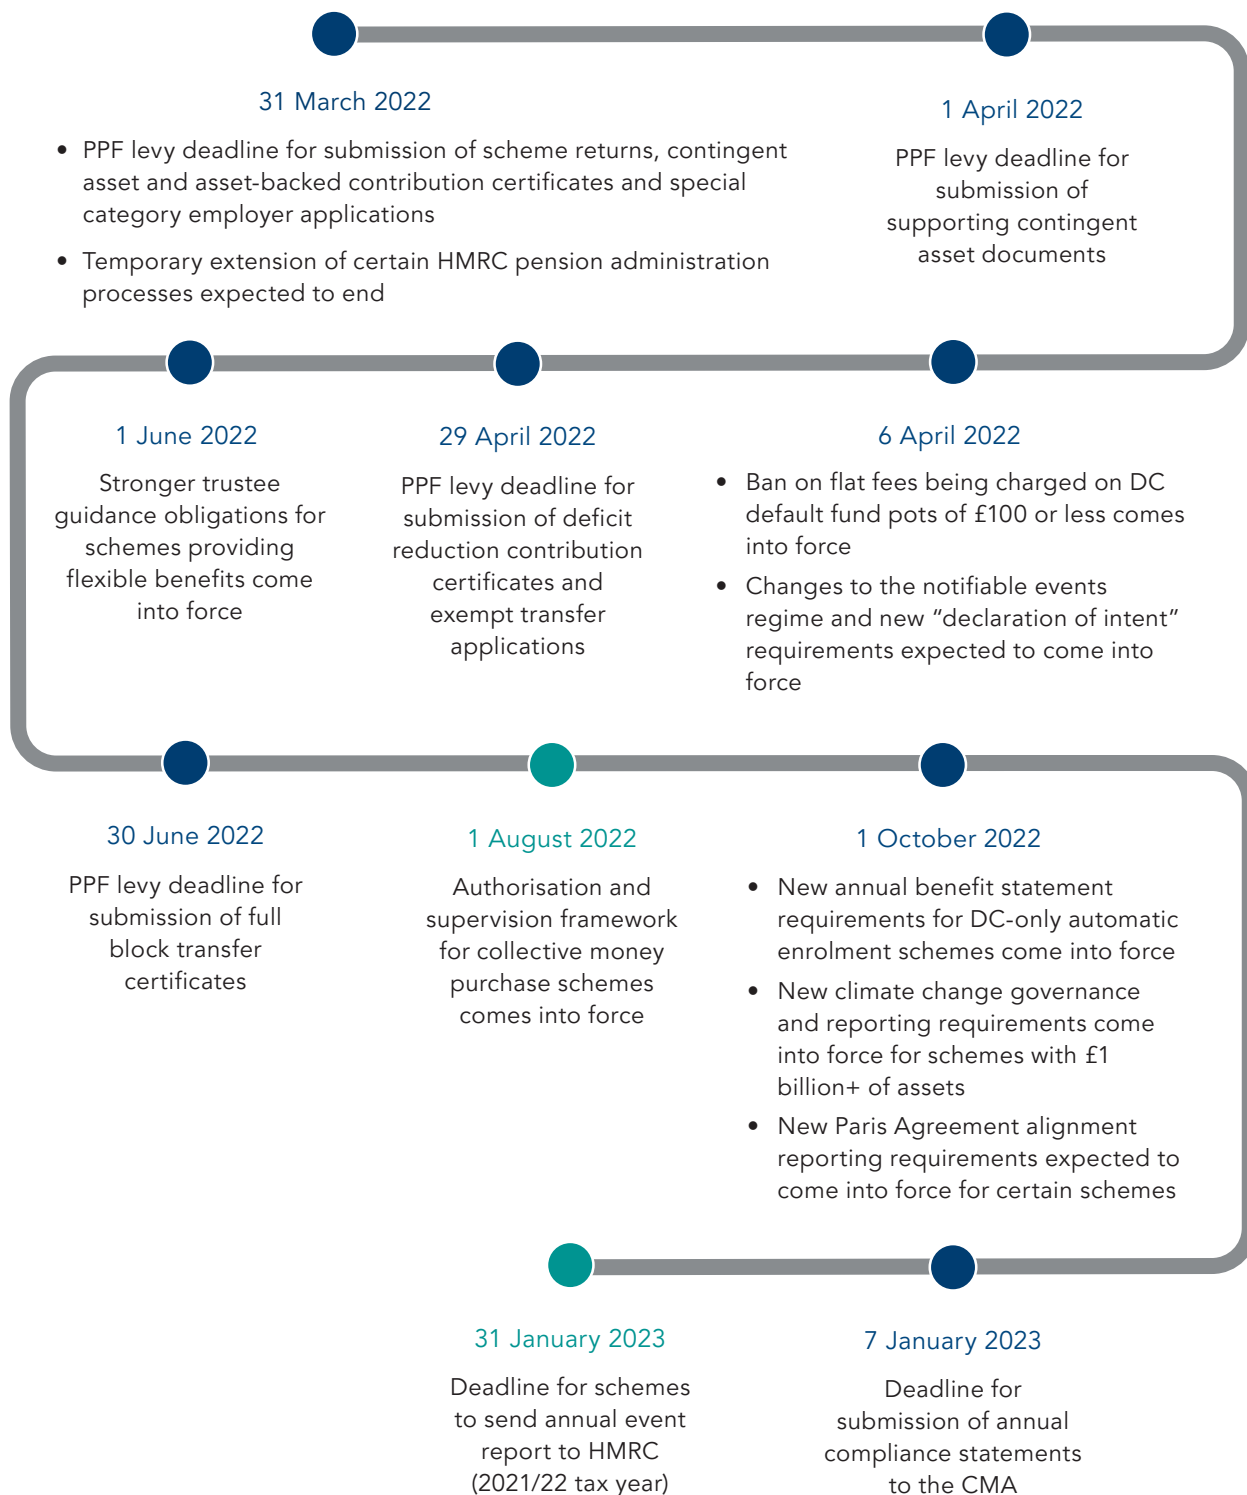 31 March 2022
• PPF levy deadline for submission of scheme returns, contingent
asset and asset-backed contribution certificates and special
category employer applications
• Temporary extension of certain HMRC pension administration
processes expected to end
1 April 2022
PPF levy deadline for
submission of
supporting contingent
asset documents
6 April 2022
• Ban on flat fees being charged on DC
default fund pots of £100 or less comes
into force
• Changes to the notifiable events
regime and new “declaration of intent”
requirements expected to come into
force
29 April 2022
PPF levy deadline for
submission of deficit
reduction contribution
certificates and
exempt transfer
applications
1 June 2022
Stronger trustee
guidance obligations for
schemes providing
flexible benefits come
into force
30 June 2022
PPF levy deadline for
submission of full
block transfer
certificates
1 August 2022
Authorisation and
supervision framework
for collective money
purchase schemes
comes into force
1 October 2022
• New annual benefit statement
requirements for DC-only automatic
enrolment schemes come into force
• New climate change governance
and reporting requirements come
into force for schemes with £1
billion+ of assets
• New Paris Agreement alignment
reporting requirements expected to
come into force for certain schemes
7 January 2023
Deadline for
submission of annual
compliance statements
to the CMA
31 January 2023
Deadline for schemes
to send annual event
report to HMRC
(2021/22 tax year)